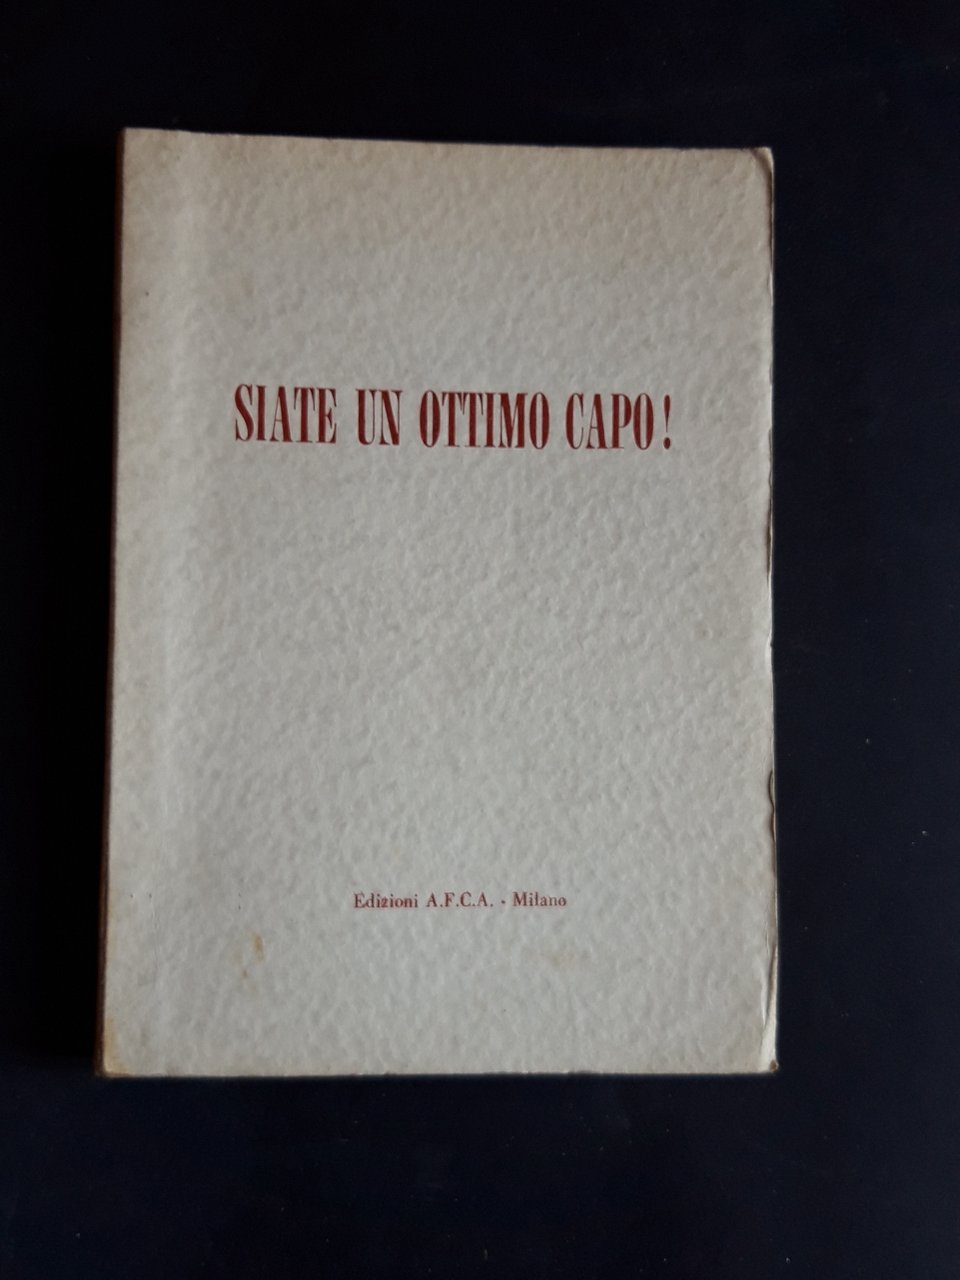 SIATE UN OTTIMO CAPO!
Edizioni A.F.C.A. - Milano